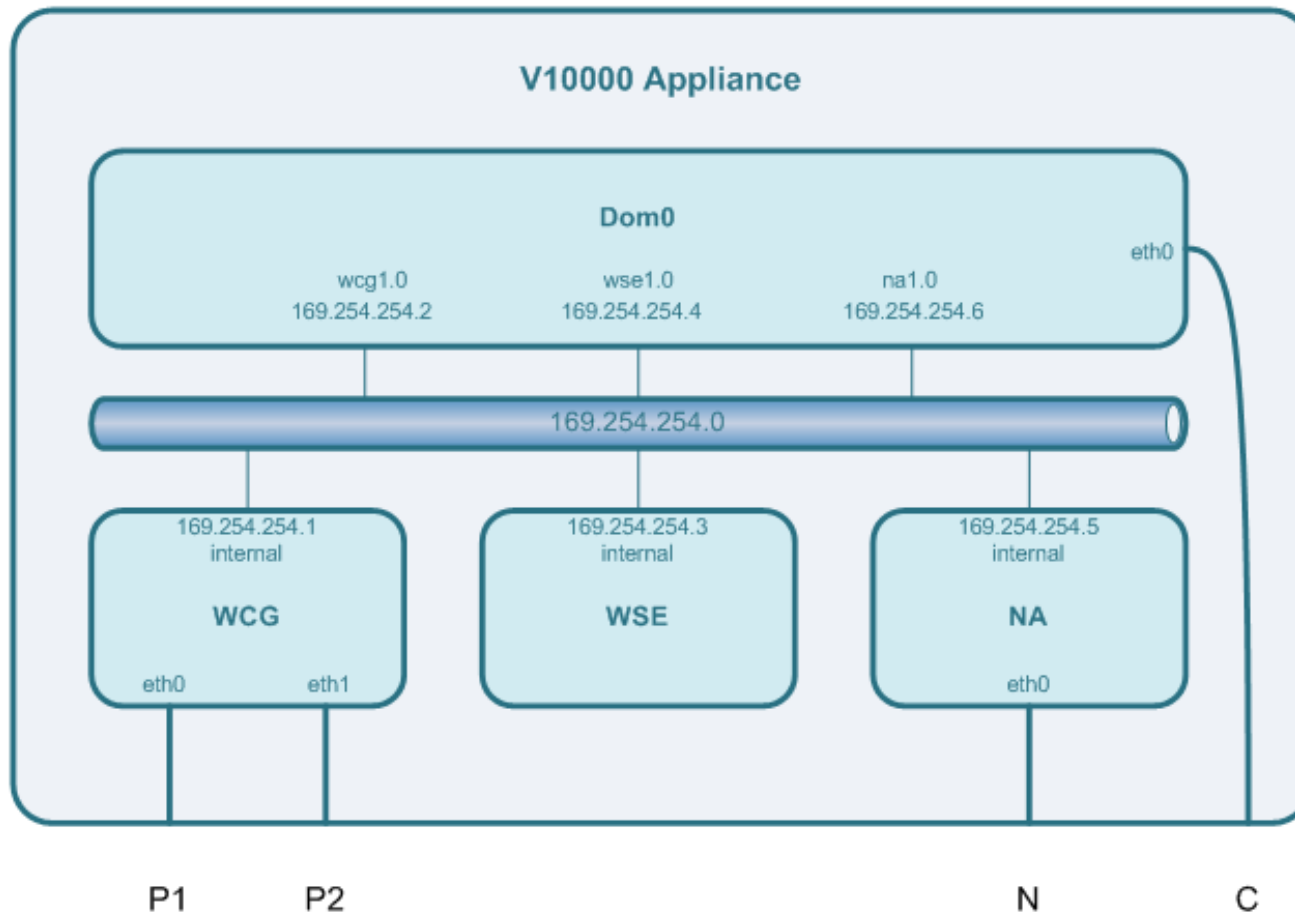 V10000 Appliance
Dom0
eth0
wcg1.0
169.254.254.2
wse1.0
169.254.254.4
na1.0
169.254.254.6
169.254.254.0
169.254.254.1
internal
WCG
eth0
eth1
169.254.254.3
internal
WSE
169.254.254.5
internal
NA
eth0
P1
P2
N
C